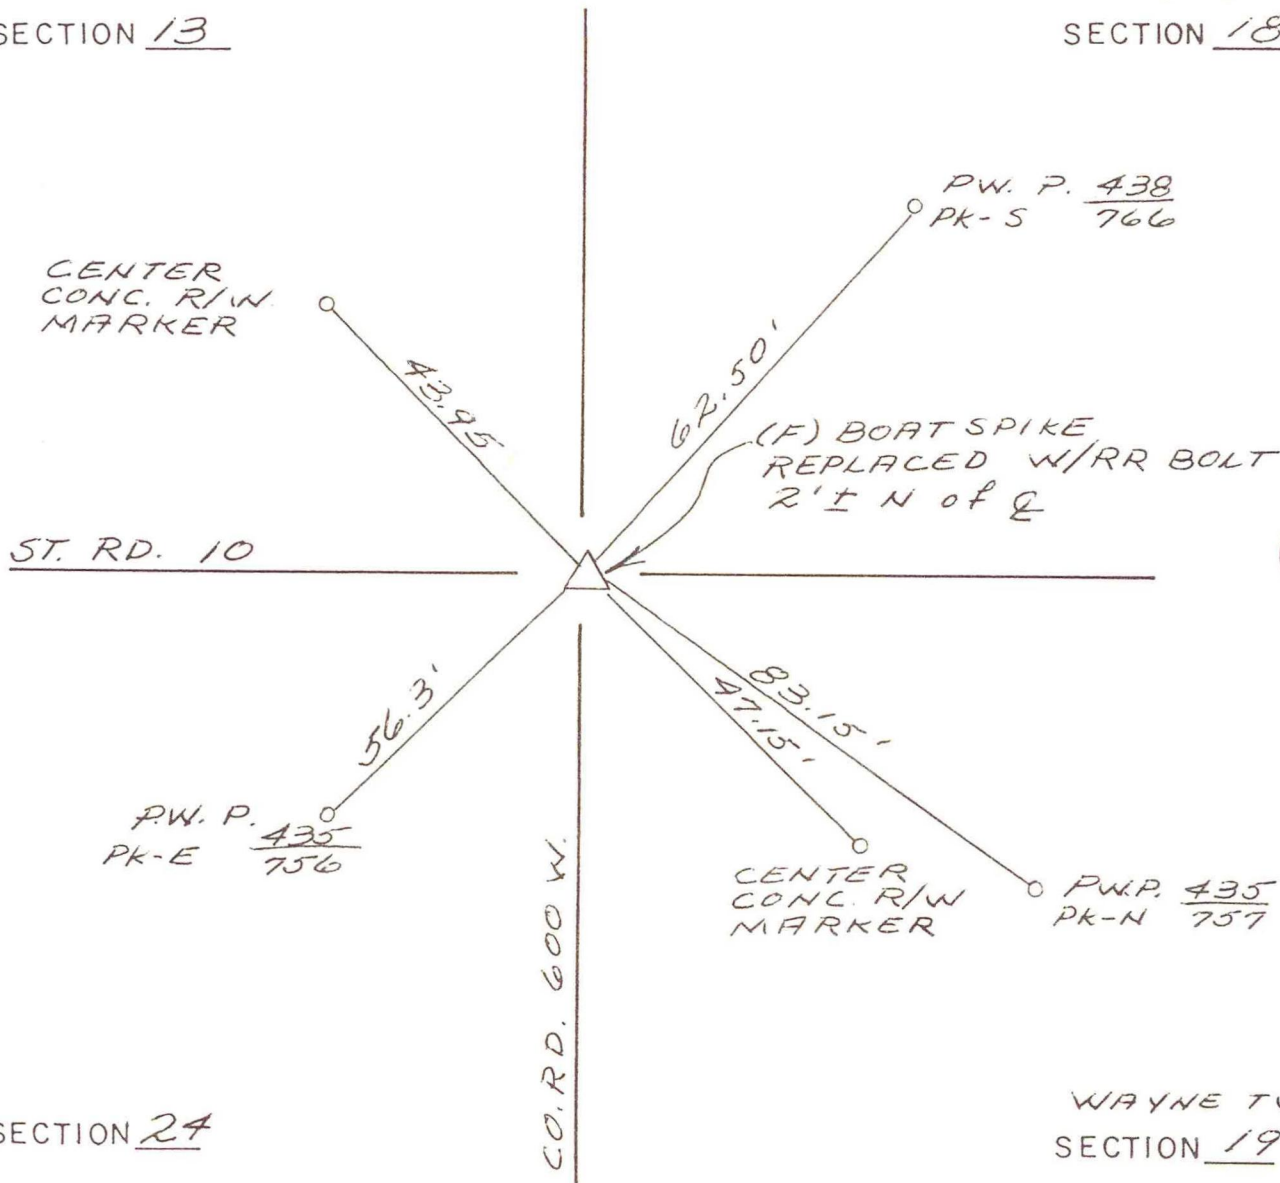 SECTION 13
SECTION 18
PW. P. 438
PK-S 766
CENTER
CONC. R/W
MARKER
43.95
62.50'
(F) BOAT SPIKE
REPLACED W/RR BOLT
2'± N of ℄
ST. RD. 10
56.3'
83.15'
47.15'
P.W. P. 435
PK-E 756
CENTER
CONC. R/W
MARKER
PW.P. 435
PK-N 757
CO. RD. 600 W.
SECTION 24
WAYNE
SECTION 19